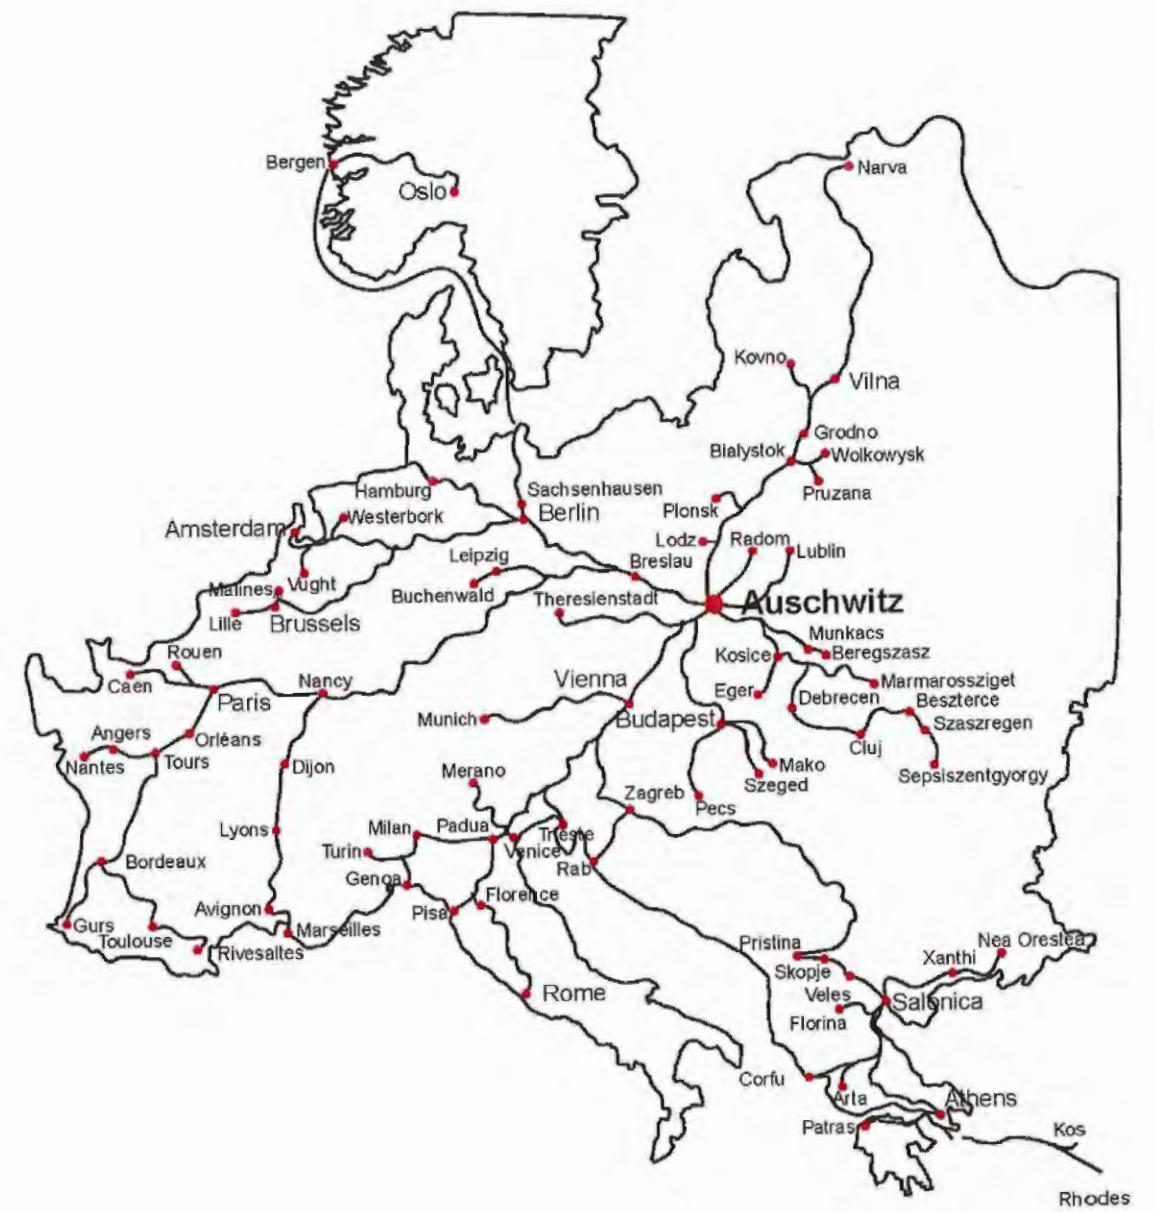 Bergen
Oslo
Narva
Kovno
Vilna
Grodno
Bialystok
Wolkowysk
Pruzana
Hamburg
Sachsenhausen
Plonsk
Amsterdam
Westerbork
Berlin
Lodz
Radom
Lublin
Leipzig
Breslau
Malines
Vught
Buchenwald
Theresienstadt
Auschwitz
Lille
Brussels
Munkacs
Rouen
Kosice
Beregszasz
Caen
Nancy
Vienna
Eger
Marmarossziget
Paris
Debrecen
Beszterce
Munich
Budapest
Szaszregen
Angers
Orléans
Cluj
Nantes
Tours
Dijon
Merano
Mako
Sepsiszentgyorgy
Szeged
Zagreb
Pecs
Lyons
Milan
Padua
Trieste
Turin
Venice
Bordeaux
Rab
Genoa
Florence
Avignon
Pisa
Gurs
Marseilles
Toulouse
Rivesaltes
Pristina
Nea Orestea
Xanthi
Skopje
Rome
Veles
Salonica
Florina
Corfu
Arta
Athens
Patras
Kos
Rhodes